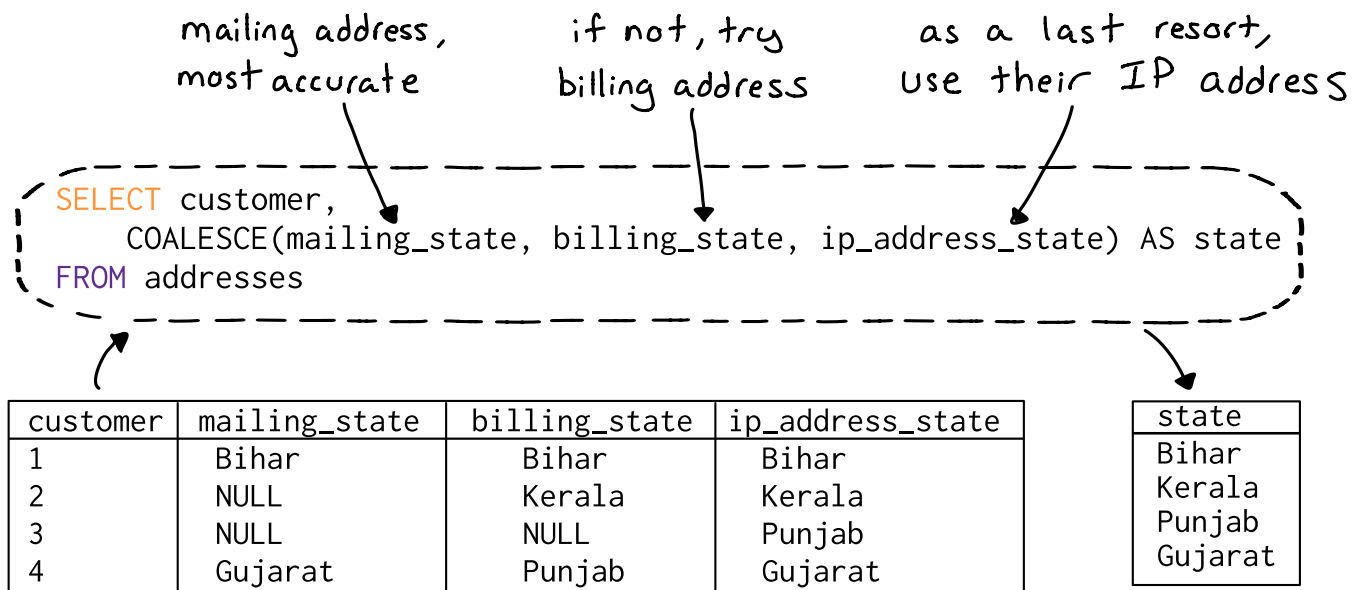 mailing address,
most accurate
if not, try
billing address
as a last resort,
use their IP address
SELECT customer,
COALESCE(mailing_state, billing_state, ip_address_state) AS state
FROM addresses
customer mailing_state billing_state ip_address_state
1 Bihar Bihar Bihar
2 NULL Kerala Kerala
3 NULL NULL Punjab
4 Gujarat Punjab Gujarat
state
Bihar
Kerala
Punjab
Gujarat